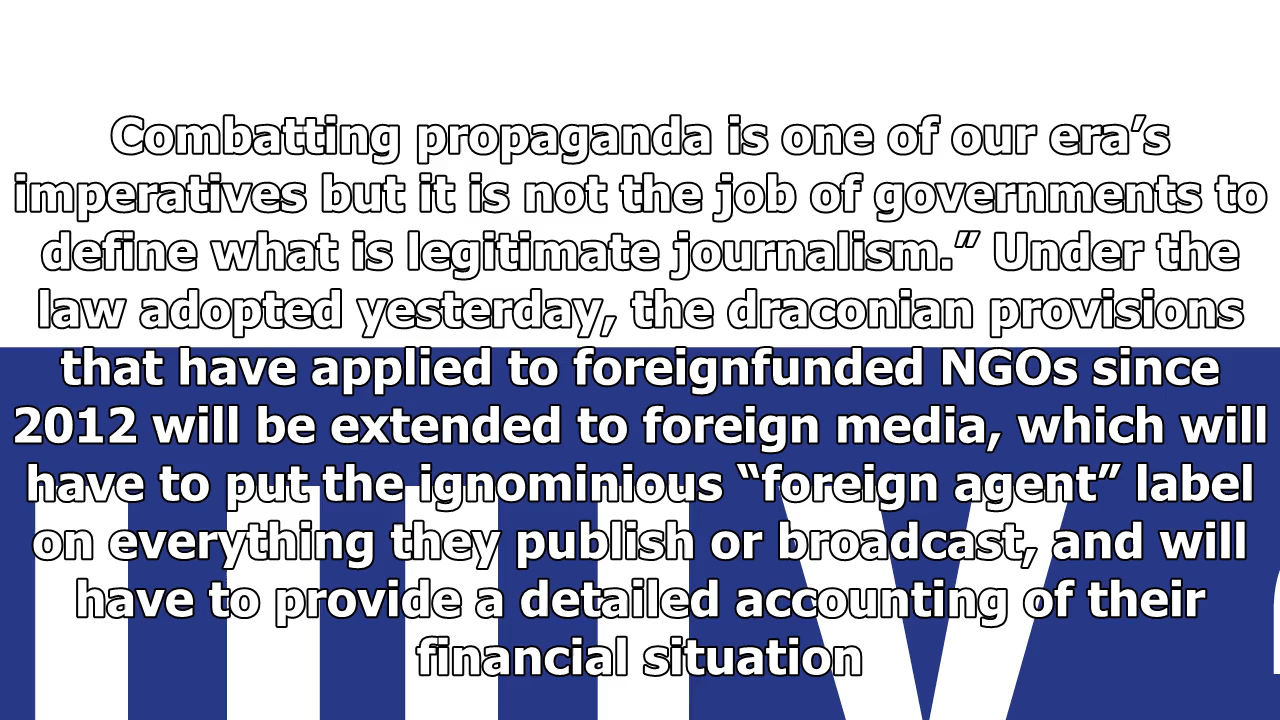 Combatting propaganda is one of our era’s
imperatives but it is not the job of governments to
define what is legitimate journalism.” Under the
law adopted yesterday, the draconian provisions
that have applied to foreignfunded NGOs since
2012 will be extended to foreign media, which will
have to put the ignominious “foreign agent” label
on everything they publish or broadcast, and will
have to provide a detailed accounting of their
financial situation